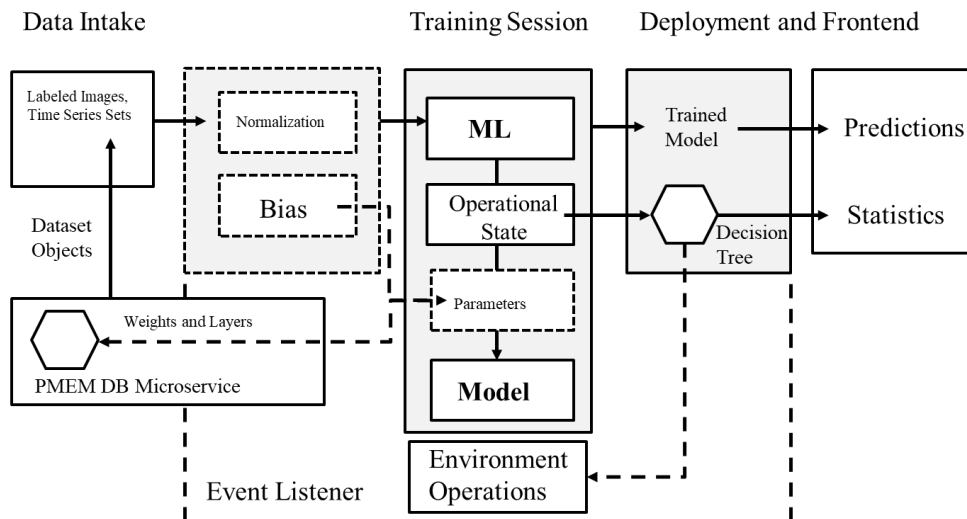 Data Intake
Training Session
Deployment and Frontend
Labeled Images,
Time Series Sets
Normalization
Bias
ML
Operational
State
Parameters
Model
Trained
Model
Decision
Tree
Predictions
Statistics
Dataset
Objects
Weights and Layers
PMEM DB Microservice
Environment
Operations
Event Listener